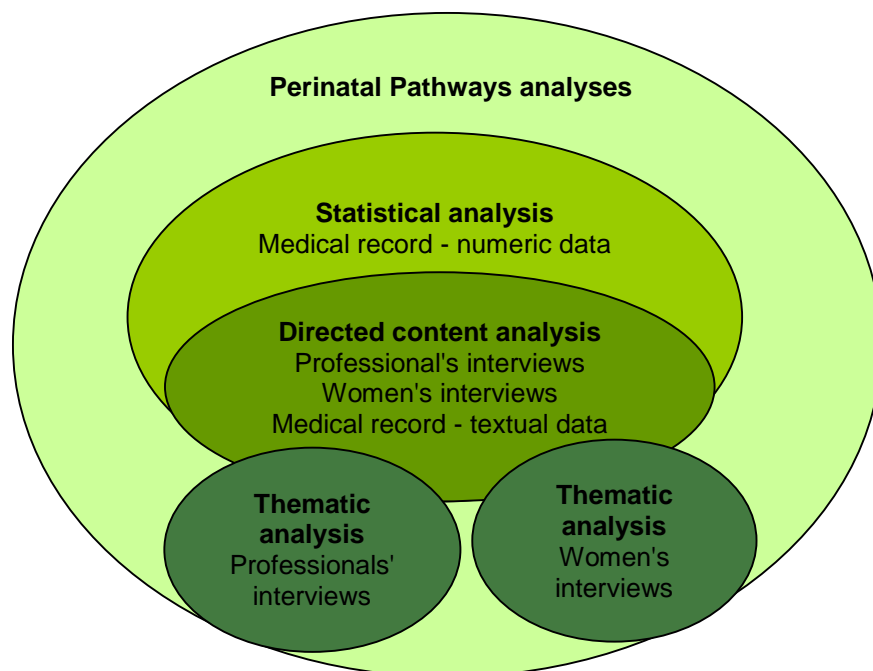 Perinatal Pathways analyses
Statistical analysis
Medical record - numeric data
Directed content analysis
Professional's interviews
Women's interviews
Medical record - textual data
Thematic
analysis
Professionals'
interviews
Thematic
analysis
Women's
interviews